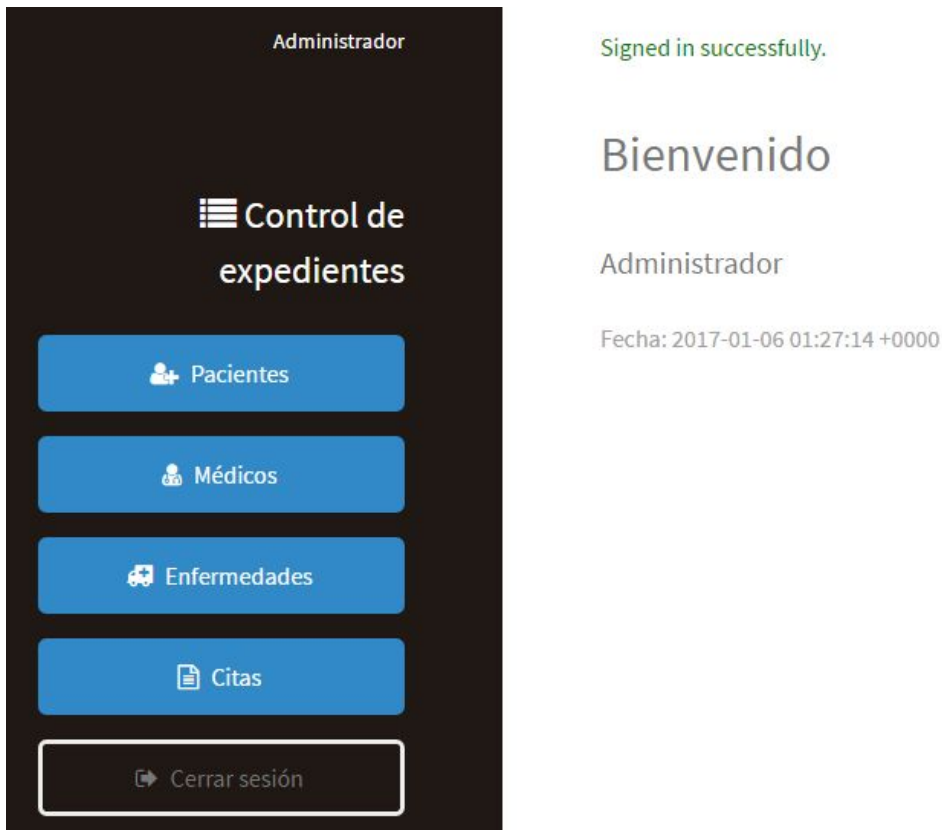 Administrador
Control de
expedientes
Pacientes
Médicos
Enfermedades
Citas
Cerrar sesión
Signed in successfully.
Bienvenido
Administrador
Fecha: 2017-01-06 01:27:14 +0000